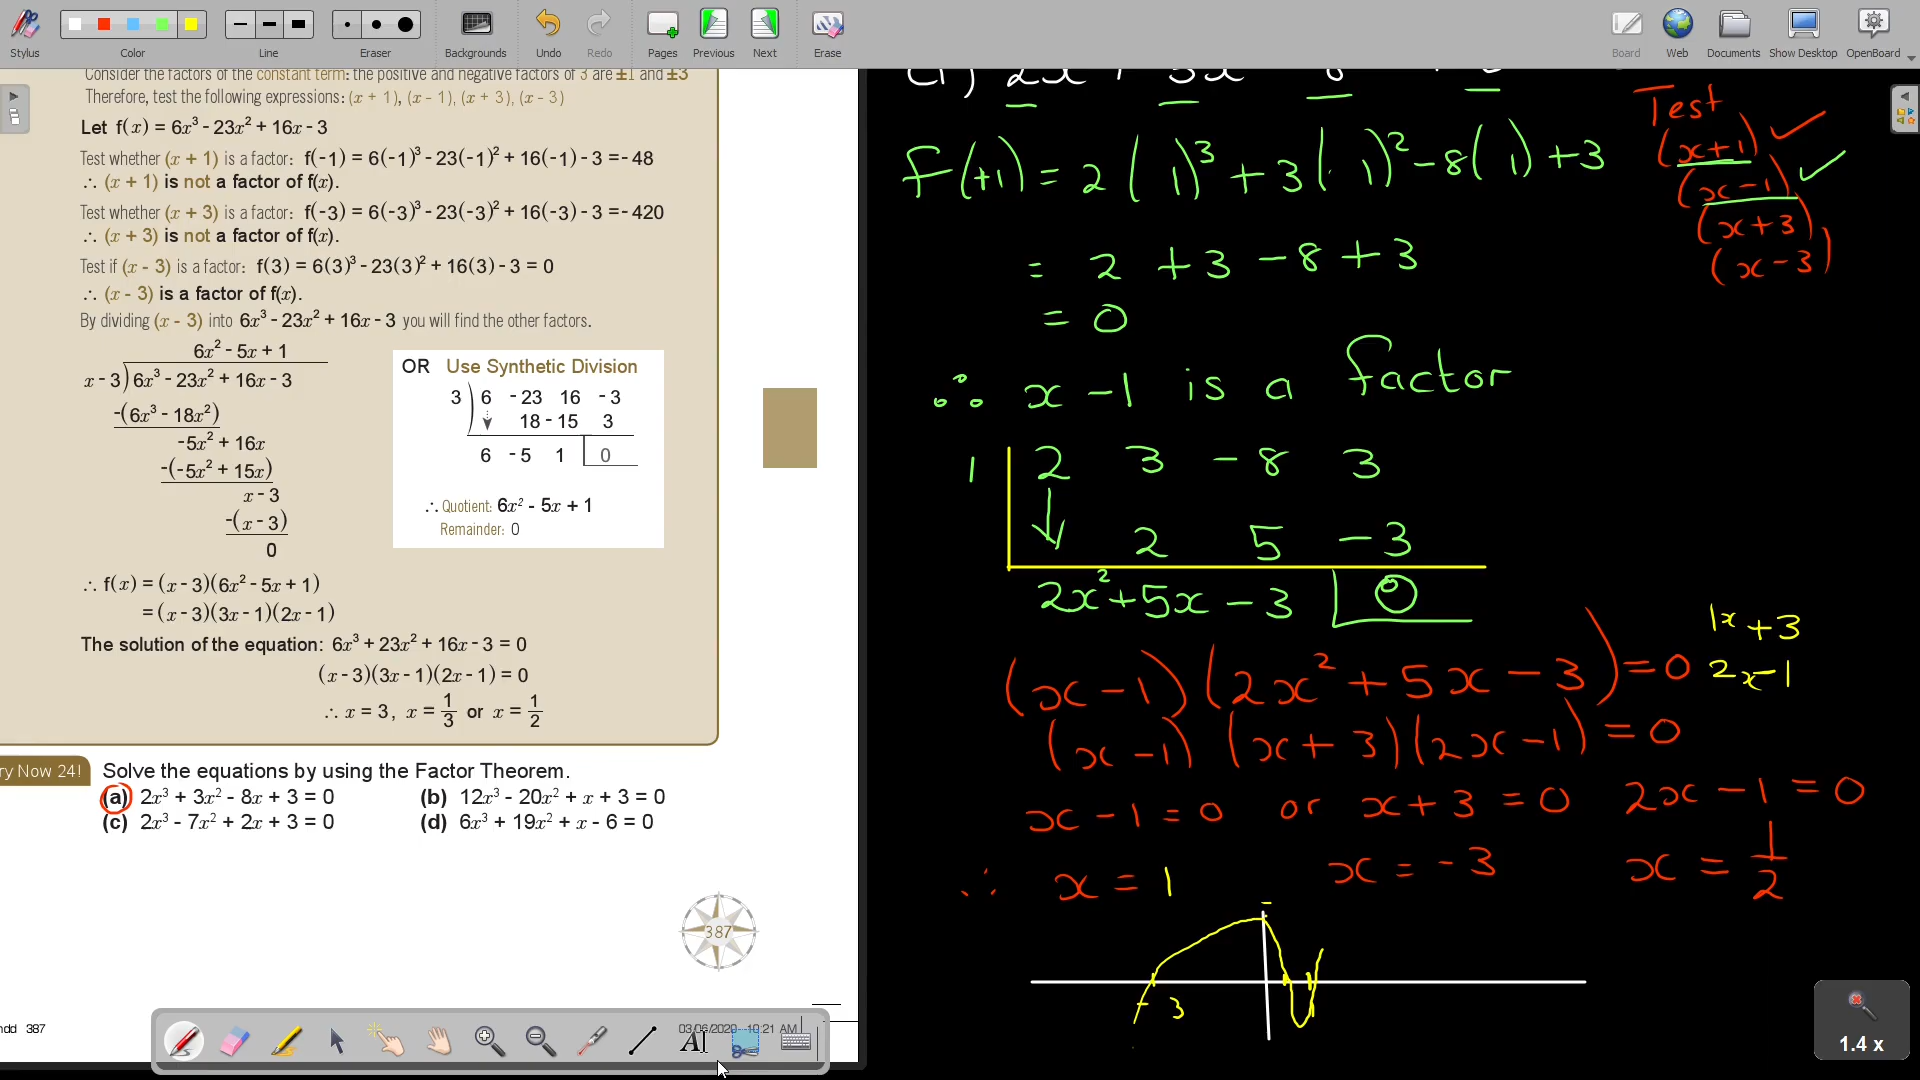 Stylus
Color
Line
Eraser
Backgrounds
Undo
Redo
Pages
Previous
Next
Erase
Board
Web
Documents
Show Desktop
OpenBoard
Consider the factors of the constant term: the positive and negative factors of 3 are ±1 and ±3
Therefore, test the following expressions: (x + 1), (x - 1), (x + 3), (x - 3)
Let f(x) = 6x³ - 23x² + 16x - 3
Test whether (x + 1) is a factor: f(-1) = 6(-1)³ - 23(-1)² + 16(-1) - 3 = - 48
∴ (x + 1) is not a factor of f(x).
Test whether (x + 3) is a factor: f(-3) = 6(-3)³ - 23(-3)² + 16(-3) - 3 = - 420
∴ (x + 3) is not a factor of f(x).
Test if (x - 3) is a factor: f(3) = 6(3)³ - 23(3)² + 16(3) - 3 = 0
∴ (x - 3) is a factor of f(x).
By dividing (x - 3) into 6x³ - 23x² + 16x - 3 you will find the other factors.
6x² - 5x + 1
x - 3)6x³ - 23x² + 16x - 3
-(6x³ - 18x²)
-5x² + 16x
-(-5x² + 15x)
x - 3
-(x - 3)
0
OR Use Synthetic Division
3 ) 6 - 23 16 - 3
18 - 15 3
6 - 5 1 0
∴ Quotient: 6x² - 5x + 1
Remainder: 0
∴ f(x) = (x - 3)(6x² - 5x + 1)
= (x - 3)(3x - 1)(2x - 1)
The solution of the equation: 6x³ + 23x² + 16x - 3 = 0
(x - 3)(3x - 1)(2x - 1) = 0
∴ x = 3, x = 1/3 or x = 1/2
ry Now 24! Solve the equations by using the Factor Theorem.
(a) 2x³ + 3x² - 8x + 3 = 0 (b) 12x³ - 20x² + x + 3 = 0
(c) 2x³ - 7x² + 2x + 3 = 0 (d) 6x³ + 19x² + x - 6 = 0
387
ndd 387
03/06/2020 10:21 AM
f(+1) = 2(1)³ + 3(1)² - 8(1) + 3
= 2 + 3 - 8 + 3
= 0
∴ x - 1 is a factor
1 2 3 - 8 3
2 5 - 3
2x² + 5x - 3 0
(x - 1)(2x² + 5x - 3) = 0
(x - 1)(x + 3)(2x - 1) = 0
x - 1 = 0 or x + 3 = 0 2x - 1 = 0
∴ x = 1 x = - 3 x = 1/2
- 3
Test
(x+1)
(x-1)
(x+3)
(x-3)
1x + 3
2x - 1
1.4 x